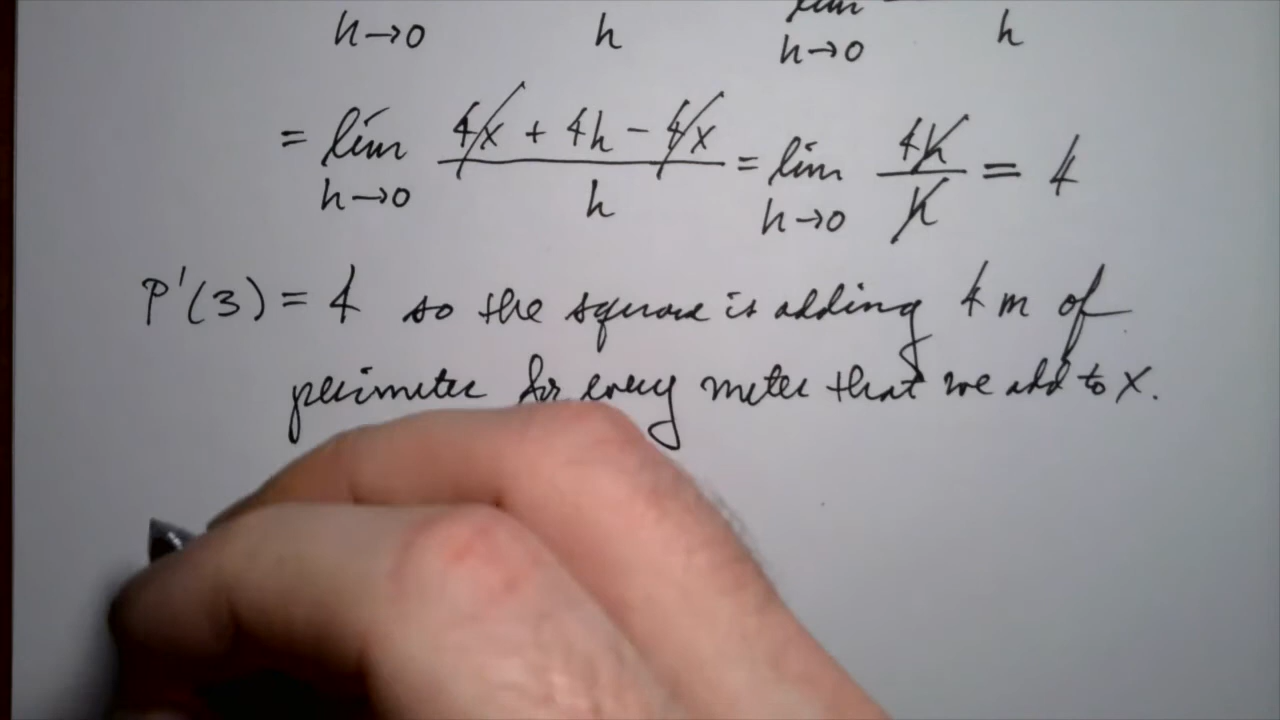 h→0 h lim h→0 h
= lim h→0 4x + 4h - 4x / h = lim h→0 4h / h = 4
P'(3) = 4 so the square is adding 4 m of
perimeter for every meter that we add to x.